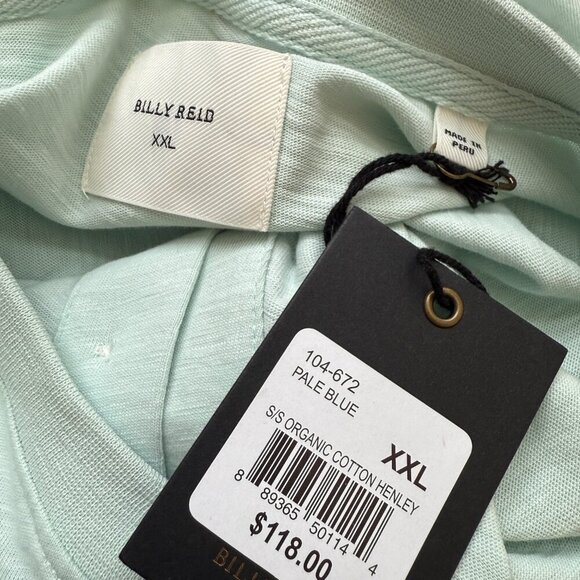 BILLY REID
XXL
MADE IN
PERU
104-672
PALE BLUE
XXL
S/S ORGANIC COTTON HENLEY
8 89365 50114 4
$118.00
BILLY